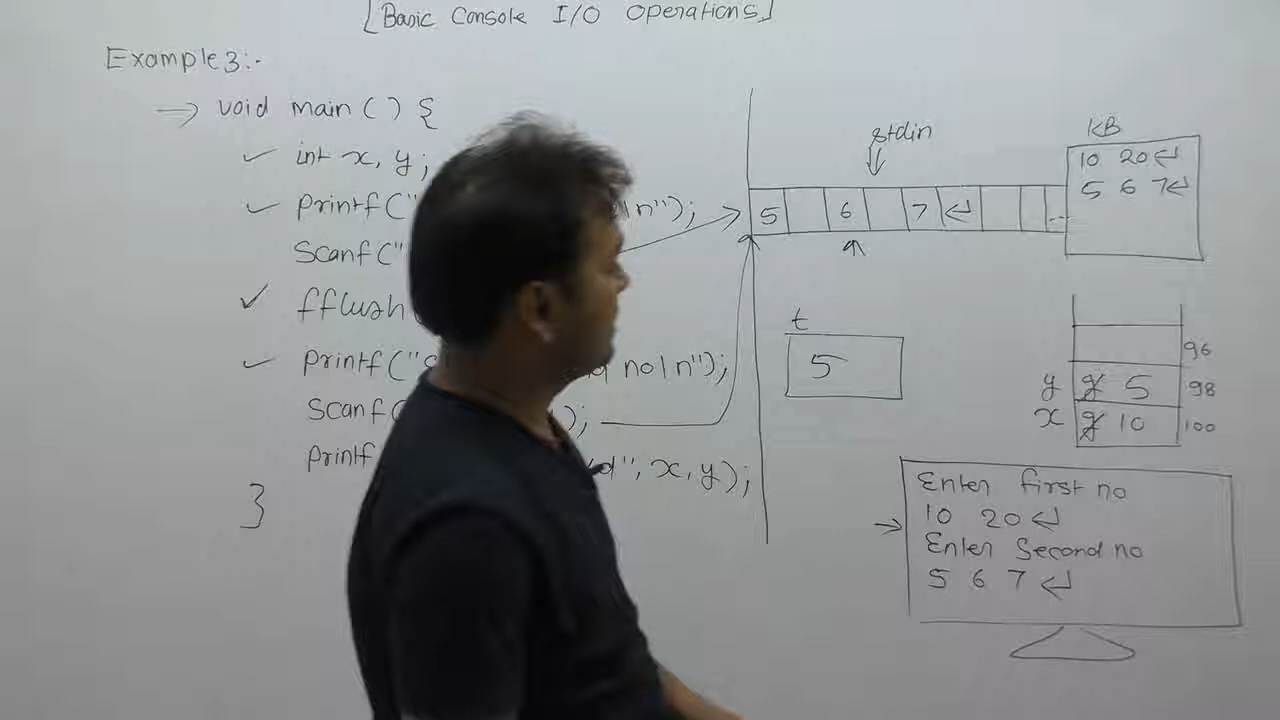 [Basic Console I/O Operations]
Example 3:-
=> void main() {
✓ int x, y;
✓ printf(" \n");
scanf("
✓ fflush
✓ printf(" no\n");
scanf( );
printf d", x, y);
}
stdin
5 6 7 ↵ ..
KB
10 20 ↵
5 6 7 ↵
t
5
96
y 5 98
x 10 100
Enter first no
10 20 ↵
Enter Second no
5 6 7 ↵